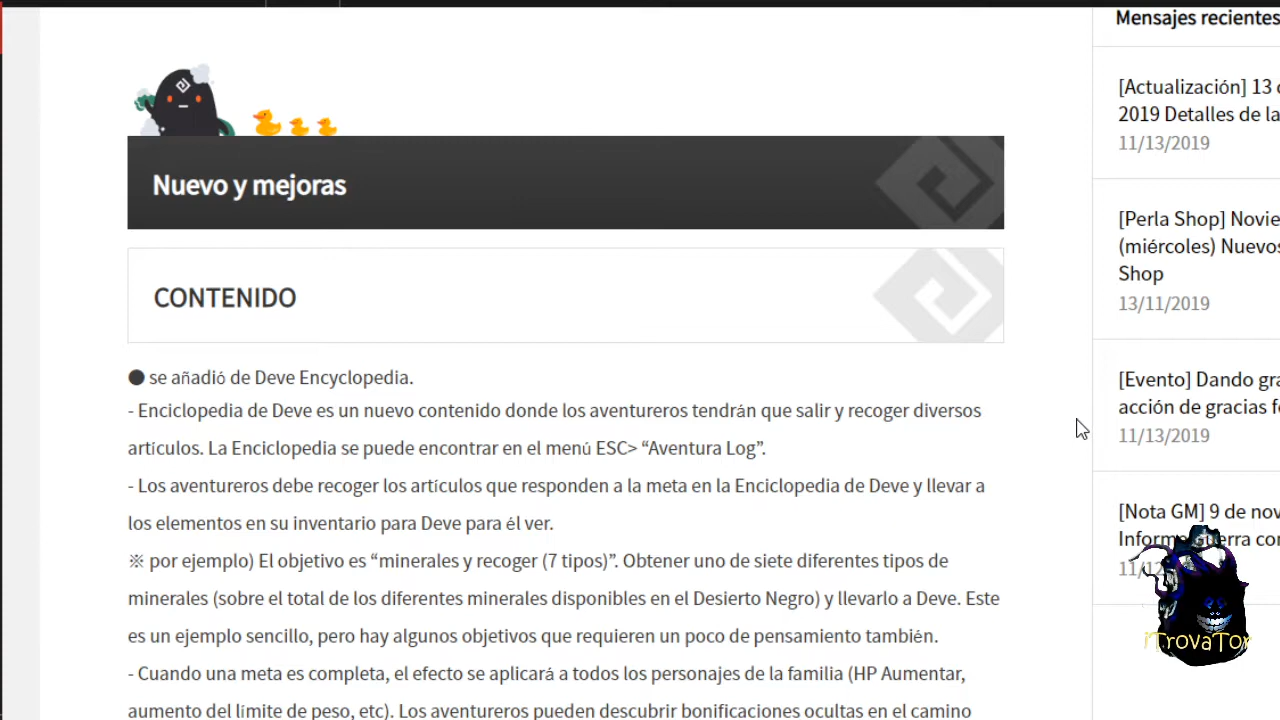 Nuevo y mejoras
CONTENIDO
● se añadió de Deve Encyclopedia.
- Enciclopedia de Deve es un nuevo contenido donde los aventureros tendrán que salir y recoger diversos
artículos. La Enciclopedia se puede encontrar en el menú ESC> “Aventura Log”.
- Los aventureros debe recoger los artículos que responden a la meta en la Enciclopedia de Deve y llevar a
los elementos en su inventario para Deve para él ver.
※ por ejemplo) El objetivo es “minerales y recoger (7 tipos)”. Obtener uno de siete diferentes tipos de
minerales (sobre el total de los diferentes minerales disponibles en el Desierto Negro) y llevarlo a Deve. Este
es un ejemplo sencillo, pero hay algunos objetivos que requieren un poco de pensamiento también.
- Cuando una meta es completa, el efecto se aplicará a todos los personajes de la familia (HP Aumentar,
aumento del límite de peso, etc). Los aventureros pueden descubrir bonificaciones ocultas en el camino
Mensajes recientes
[Actualización] 13
2019 Detalles de la
11/13/2019
[Perla Shop]
(miércoles) Nuevos
Shop
13/11/2019
[Evento] Dando
acción de gracias
11/13/2019
[Nota GM] 9 de
iTrovaTor